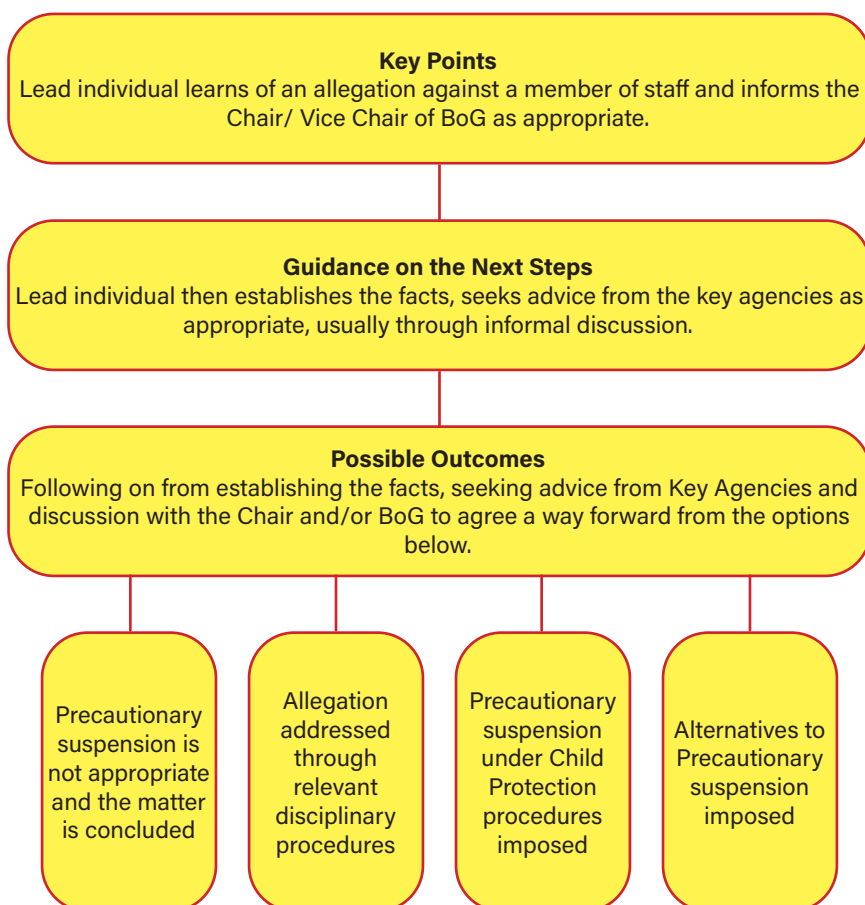 Key Points
Lead individual learns of an allegation against a member of staff and informs the
Chair/ Vice Chair of BoG as appropriate.
Guidance on the Next Steps
Lead individual then establishes the facts, seeks advice from the key agencies as
appropriate, usually through informal discussion.
Possible Outcomes
Following on from establishing the facts, seeking advice from Key Agencies and
discussion with the Chair and/or BoG to agree a way forward from the options
below.
Precautionary
suspension is
not appropriate
and the matter
is concluded
Allegation
addressed
through
relevant
disciplinary
procedures
Precautionary
suspension
under Child
Protection
procedures
imposed
Alternatives to
Precautionary
suspension
imposed